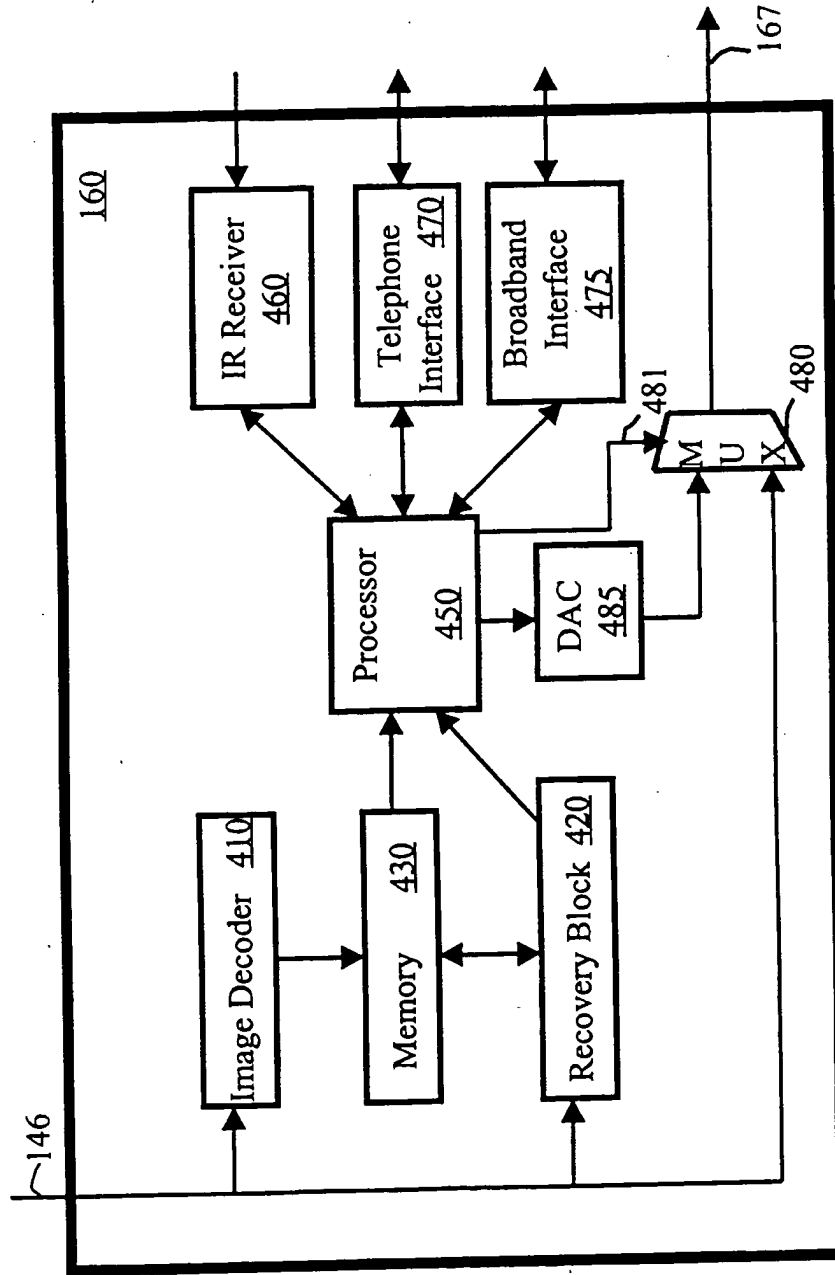 146
160
Image Decoder 410
Memory 430
Recovery Block 420
Processor
450
DAC
485
IR Receiver
460
Telephone
Interface 470
Broadband
Interface
475
481
M
U
X
480
167